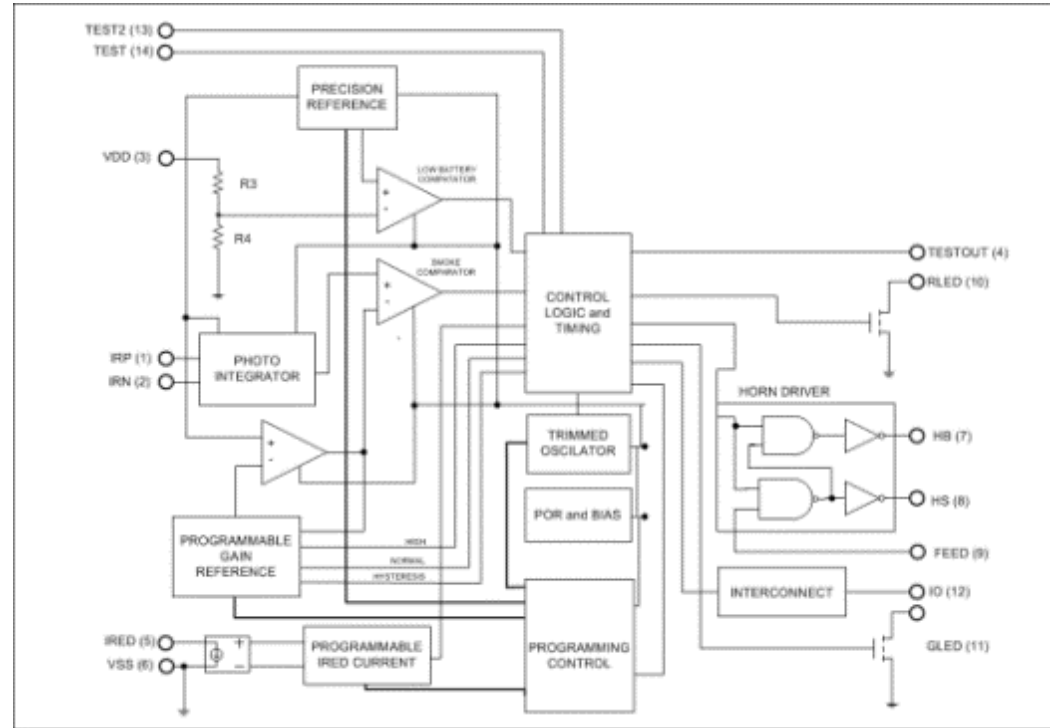 TEST2 (13)
TEST (14)
PRECISION
REFERENCE
VDD (3)
R3
R4
LOW BATTERY
COMPATATOR
SMOKE
COMPHRATOR
IRP (1)
IRN (2)
PHOTO
INTEGRATOR
CONTROL
LOGIC and
TIMING
TESTOUT (4)
RLED (10)
HORN DRIVER
HB (7)
HS (8)
FEED (9)
TRIMMED
OSCILATOR
POR and BIAS
PROGRAMMABLE
GAIN
REFERENCE
HIGH
NORMAL
HYSTERESIS
INTERCONNECT
IO (12)
GLED (11)
IRED (5)
VSS (6)
+
–
PROGRAMMABLE
IRED CURRENT
PROGRAMMING
CONTROL